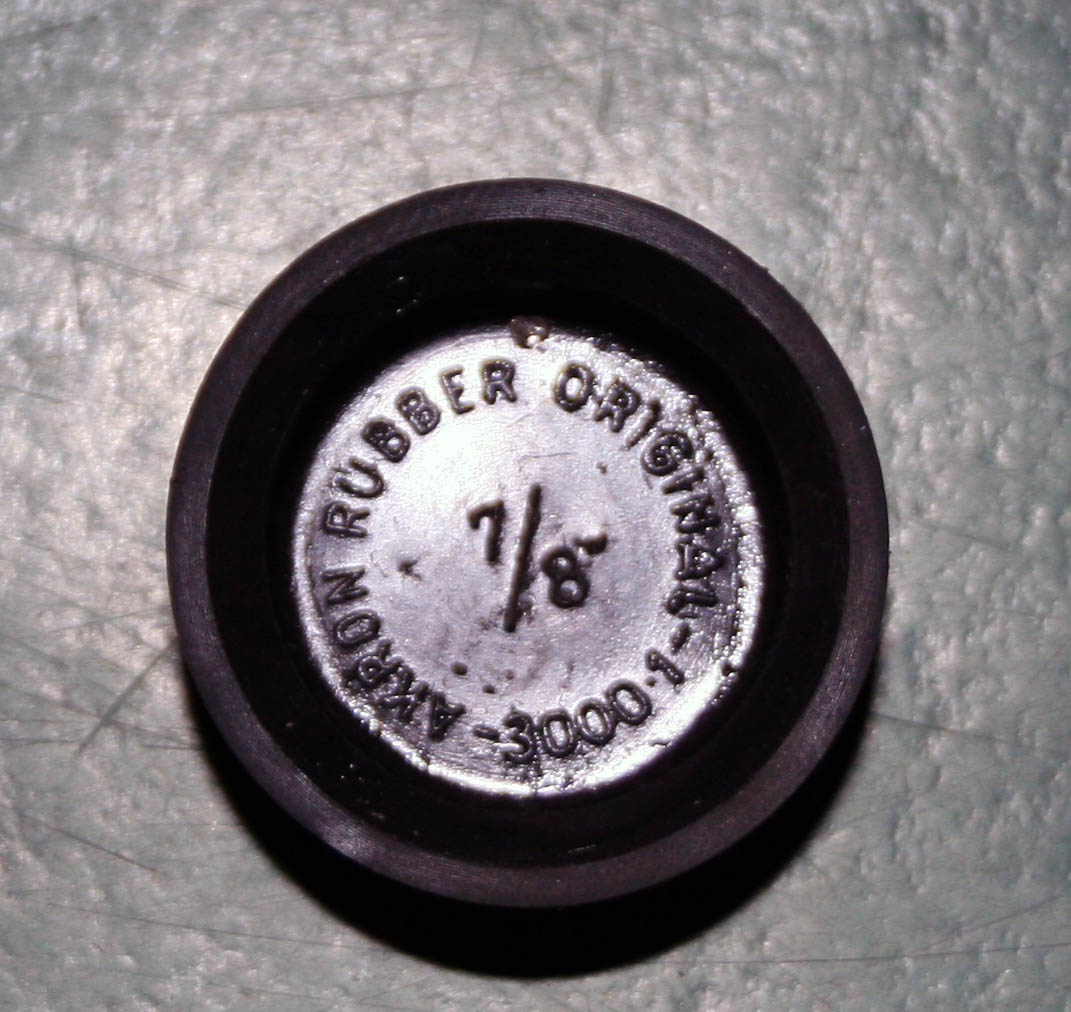 AKRON RUBBER ORIGINAL - 3000.1 -
7/8